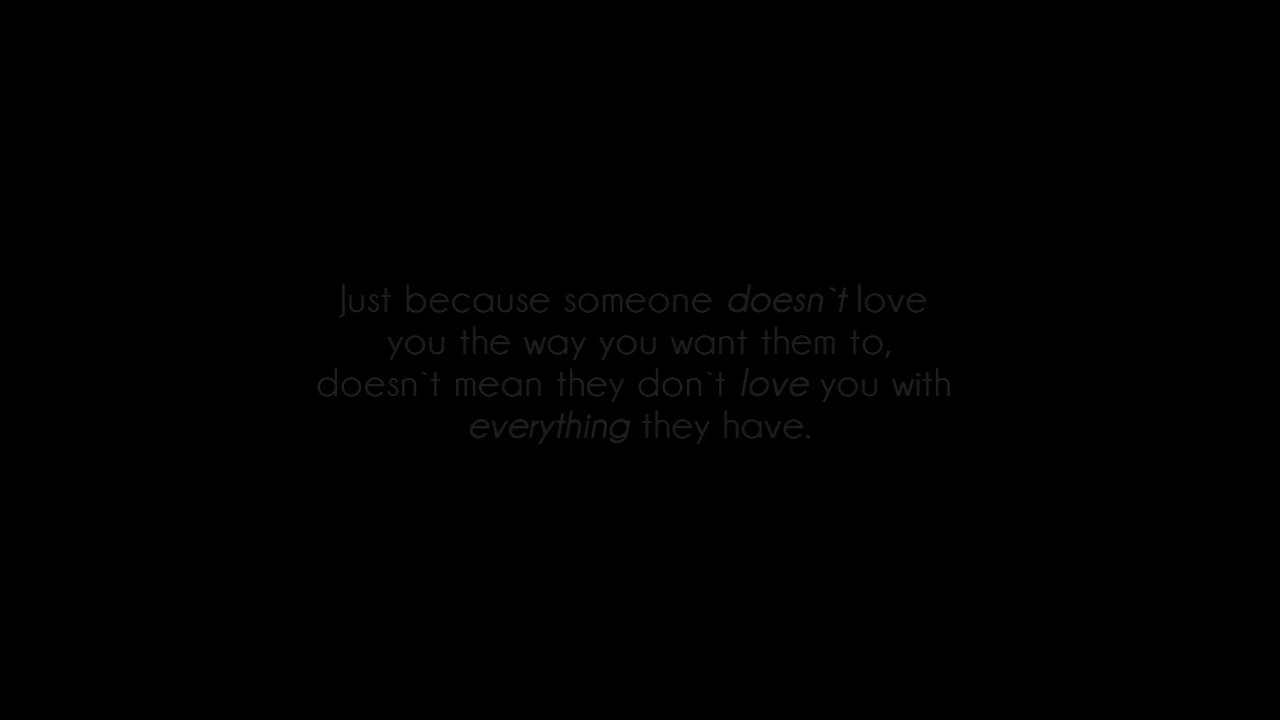 Just because someone doesn`t love
you the way you want them to,
doesn`t mean they don`t love you with
everything they have.